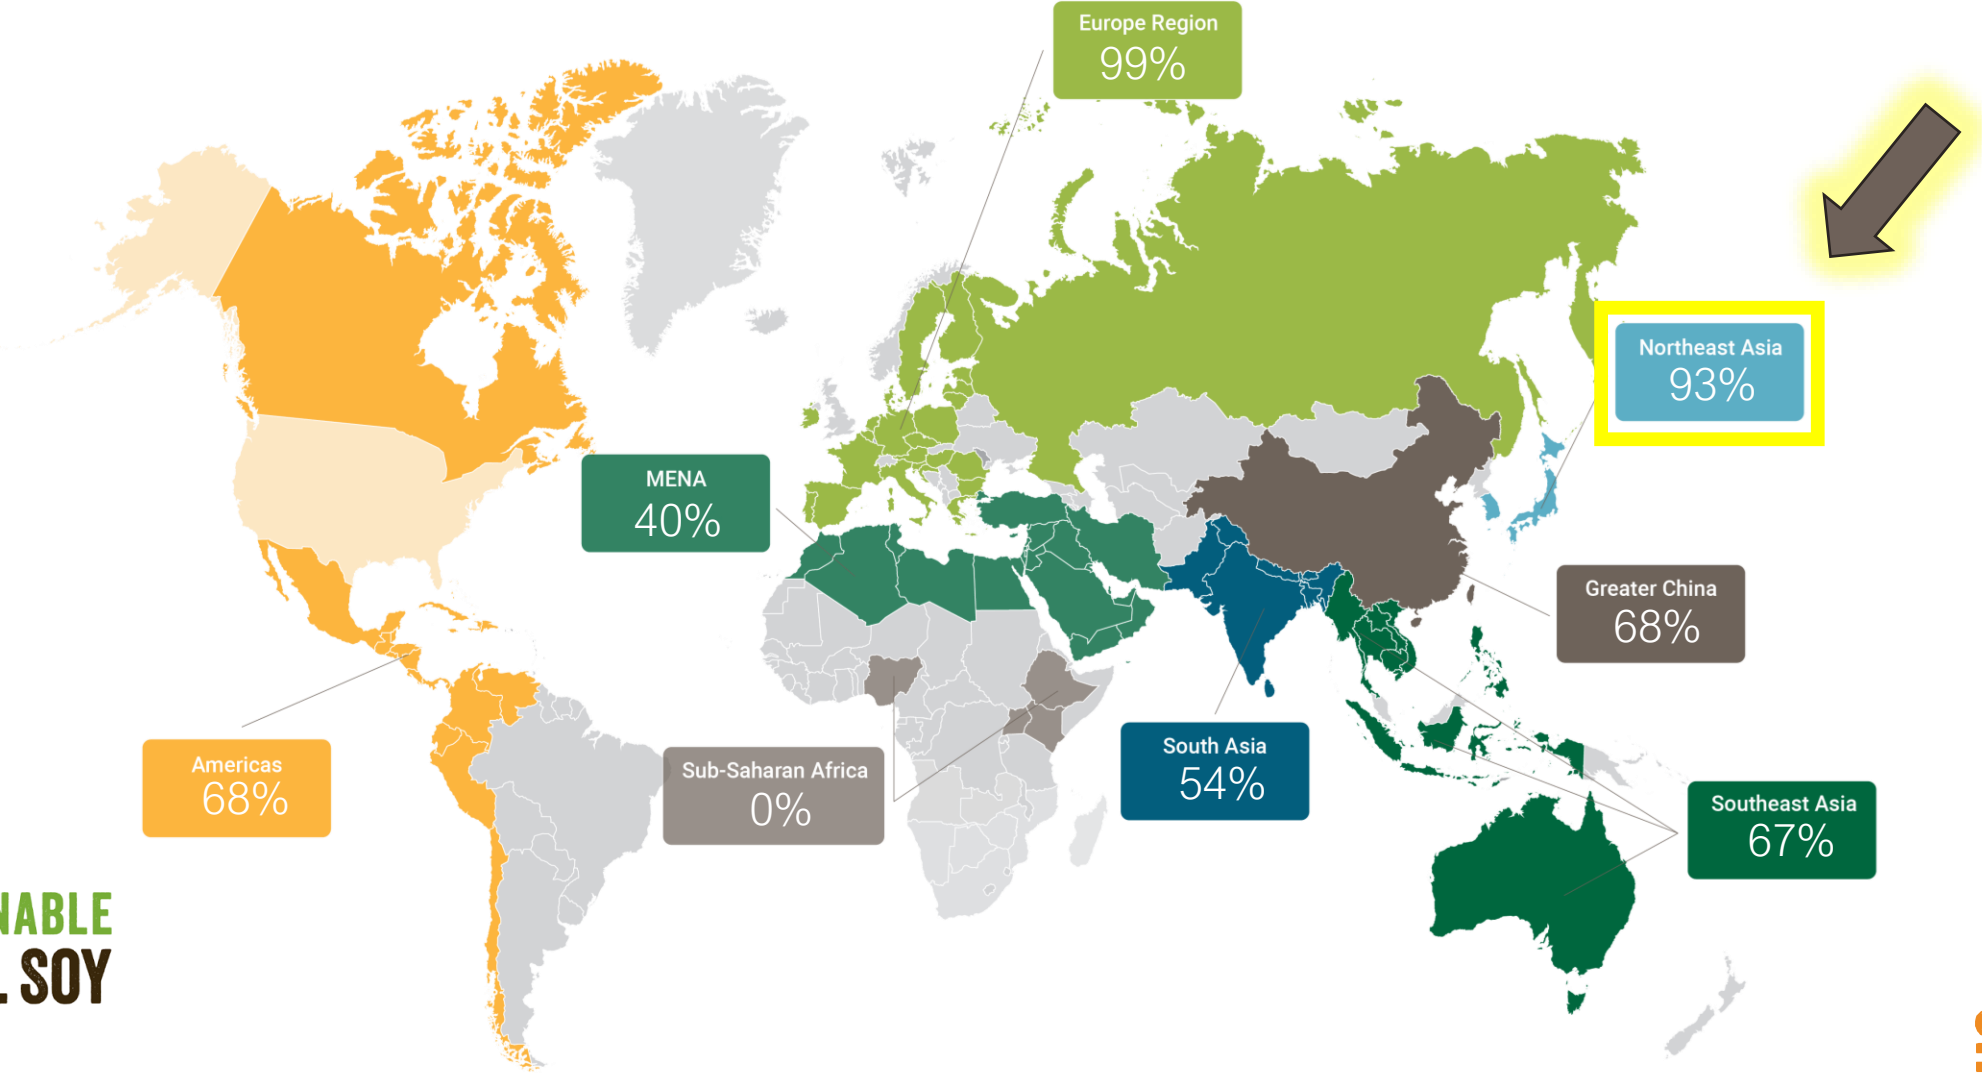 Europe Region
99%
Northeast Asia
93%
MENA
40%
Greater China
68%
South Asia
54%
Americas
68%
Sub-Saharan Africa
0%
Southeast Asia
67%
NABLE
. SOY